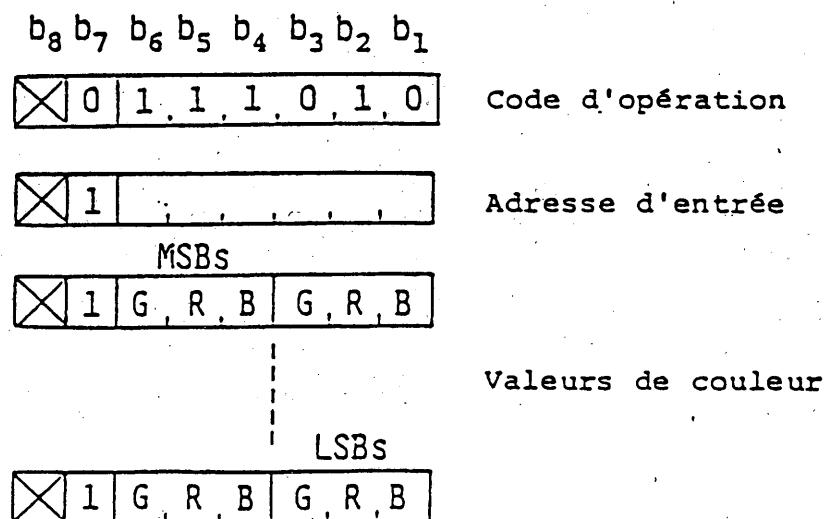 b8 b7 b6 b5 b4 b3 b2 b1
0 1 1 1 0 1 0 Code d'opération
1 Adresse d'entrée
MSBs
1 G R B G R B
Valeurs de couleur
LSBs
1 G R B G R B